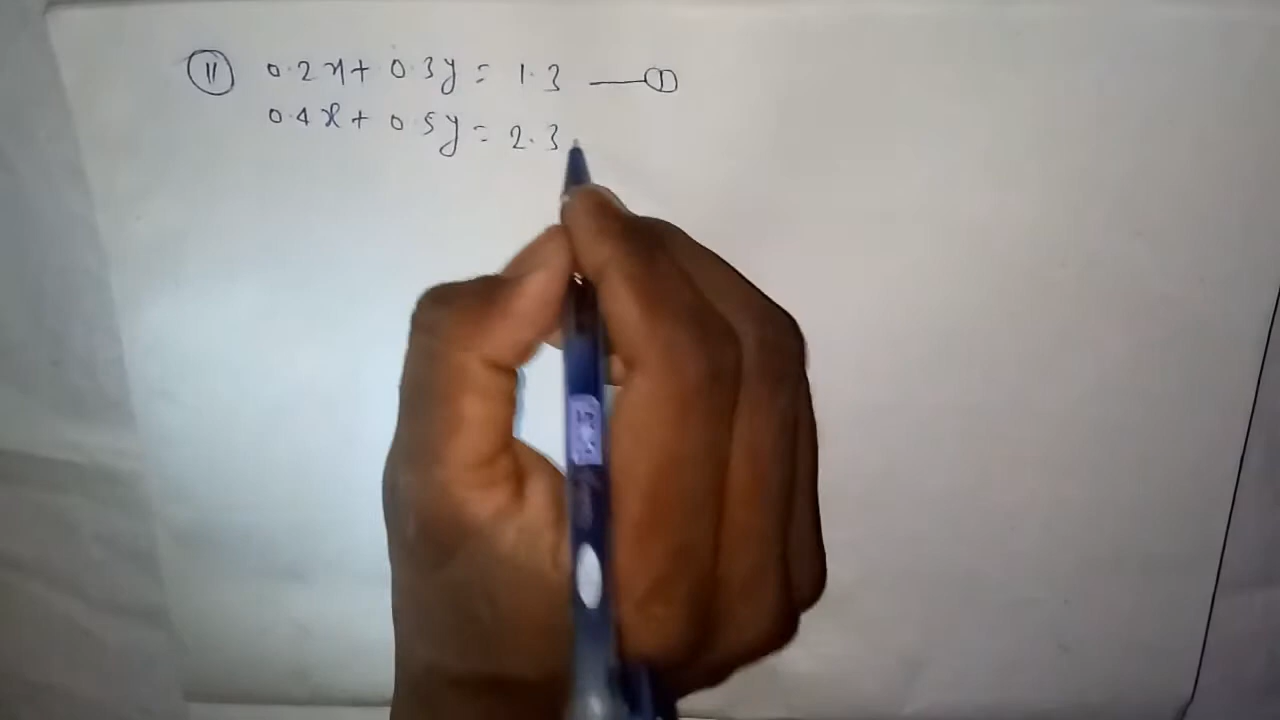 (11) 0.2x + 0.3y = 1.3 —(1)
0.4x + 0.5y = 2.3